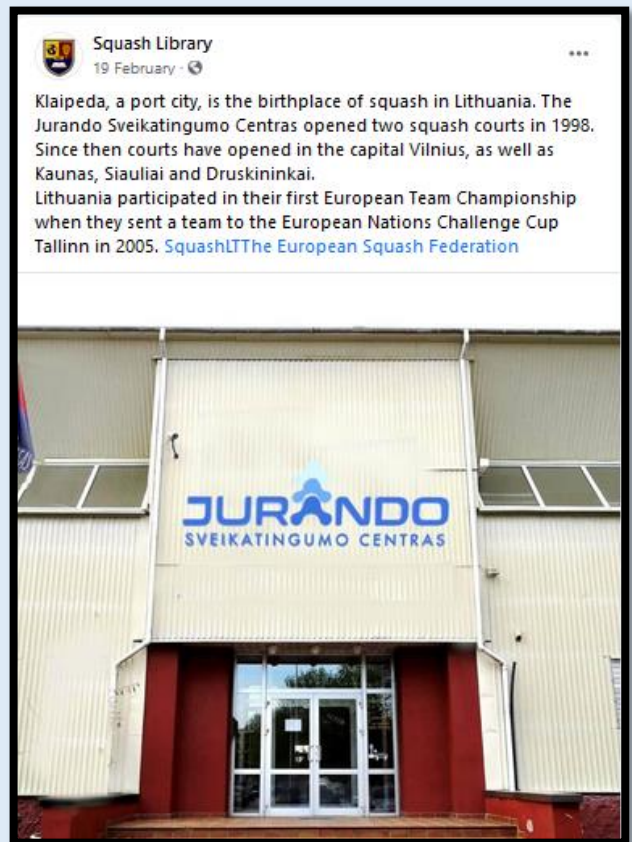 Squash Library
19 February ·
Klaipeda, a port city, is the birthplace of squash in Lithuania. The
Jurando Sveikatingumo Centras opened two squash courts in 1998.
Since then courts have opened in the capital Vilnius, as well as
Kaunas, Siauliai and Druskininkai.
Lithuania participated in their first European Team Championship
when they sent a team to the European Nations Challenge Cup
Tallinn in 2005. SquashLTThe European Squash Federation
JURANDO
SVEIKATINGUMO CENTRAS